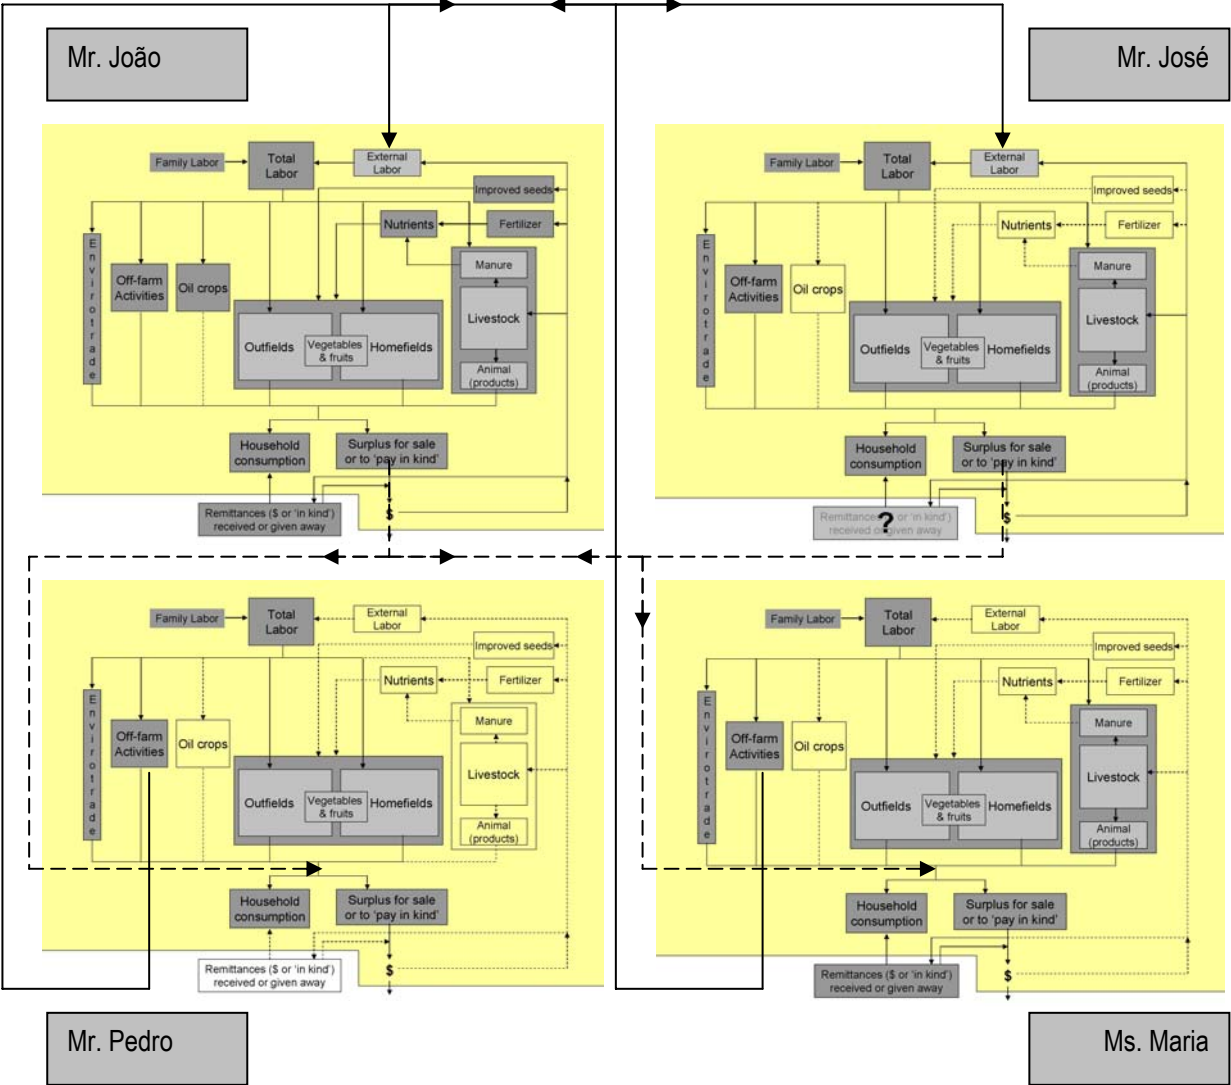 Mr. João
Mr. José
Family Labor
Total
Labor
External
Labor
Improved seeds
Nutrients
Fertilizer
Envirotrade
Off-farm
Activities
Oil crops
Manure
Livestock
Animal
(products)
Outfields
Vegetables
& fruits
Homefields
Household
consumption
Surplus for sale
or to 'pay in kind'
Remittances ($ or 'in kind')
received or given away
$
Family Labor
Total
Labor
External
Labor
Improved seeds
Nutrients
Fertilizer
Envirotrade
Off-farm
Activities
Oil crops
Manure
Livestock
Animal
(products)
Outfields
Vegetables
& fruits
Homefields
Household
consumption
Surplus for sale
or to 'pay in kind'
Remittances ($ or 'in kind')
received or given away
?
$
Family Labor
Total
Labor
External
Labor
Improved seeds
Nutrients
Fertilizer
Envirotrade
Off-farm
Activities
Oil crops
Manure
Livestock
Animal
(products)
Outfields
Vegetables
& fruits
Homefields
Household
consumption
Surplus for sale
or to 'pay in kind'
Remittances ($ or 'in kind')
received or given away
$
Family Labor
Total
Labor
External
Labor
Improved seeds
Nutrients
Fertilizer
Envirotrade
Off-farm
Activities
Oil crops
Manure
Livestock
Animal
(products)
Outfields
Vegetables
& fruits
Homefields
Household
consumption
Surplus for sale
or to 'pay in kind'
Remittances ($ or 'in kind')
received or given away
$
Mr. Pedro
Ms. Maria